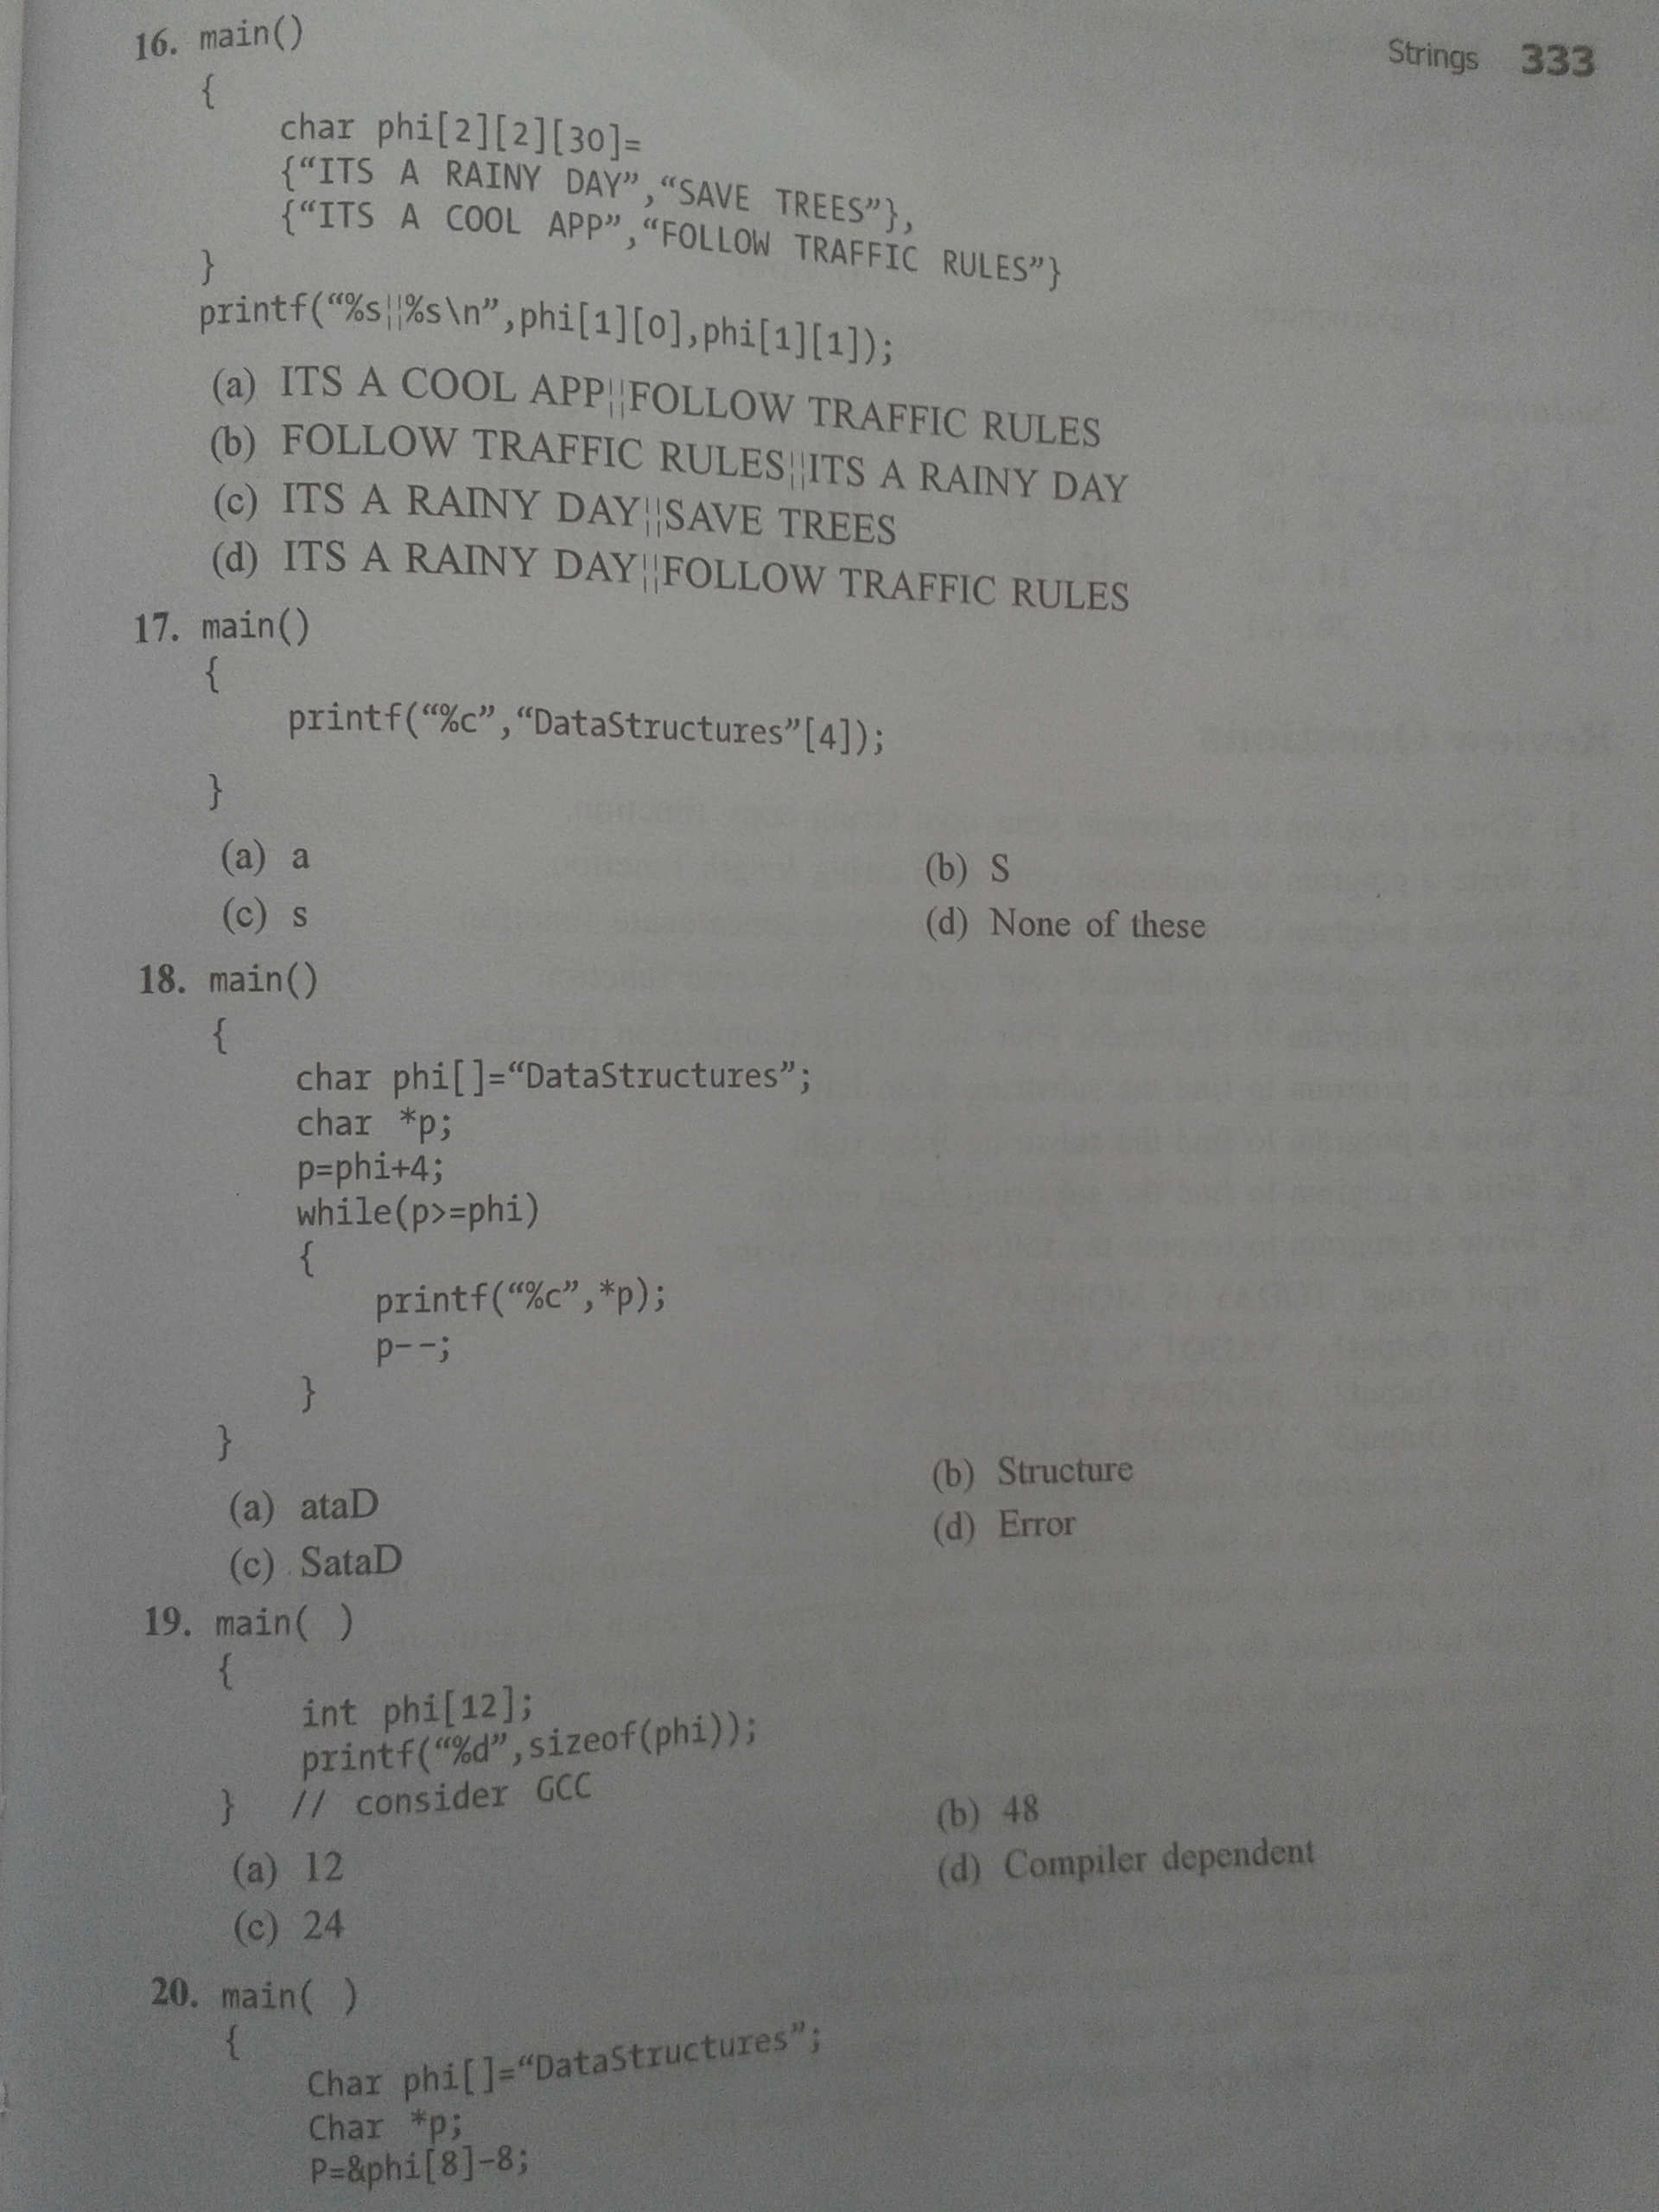 Strings 333
16. main()
{
char phi[2][2][30]=
{“ITS A RAINY DAY”,“SAVE TREES”},
{“ITS A COOL APP”,“FOLLOW TRAFFIC RULES”}
}
printf(“%s¦¦%s\n”,phi[1][0],phi[1][1]);
(a) ITS A COOL APP¦¦FOLLOW TRAFFIC RULES
(b) FOLLOW TRAFFIC RULES¦¦ITS A RAINY DAY
(c) ITS A RAINY DAY¦¦SAVE TREES
(d) ITS A RAINY DAY¦¦FOLLOW TRAFFIC RULES
17. main()
{
printf(“%c”,“DataStructures”[4]);
}
(a) a (b) S
(c) s (d) None of these
18. main()
{
char phi[]=“DataStructures”;
char *p;
p=phi+4;
while(p>=phi)
{
printf(“%c”,*p);
p--;
}
}
(a) ataD (b) Structure
(c) SataD (d) Error
19. main( )
{
int phi[12];
printf(“%d”,sizeof(phi));
} // consider GCC
(a) 12 (b) 48
(c) 24 (d) Compiler dependent
20. main( )
{
Char phi[]=“DataStructures”;
Char *p;
P=&phi[8]-8;